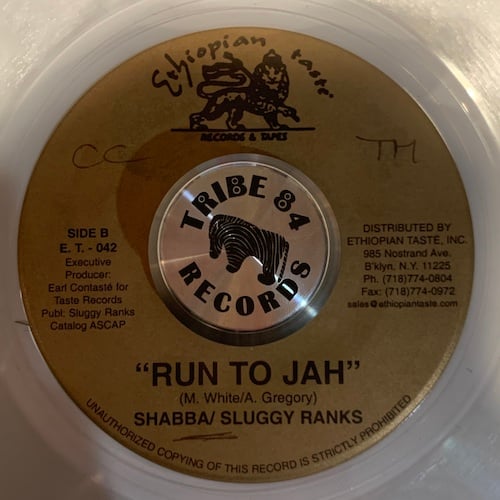 Ethiopian taste
RECORDS & TAPES
CC
TH
TRIBE 84
RECORDS
SIDE B
E. T. - 042
Executive
Producer:
Earl Contasté for
Taste Records
Publ: Sluggy Ranks
Catalog ASCAP
DISTRIBUTED BY
ETHIOPIAN TASTE, INC.
985 Nostrand Ave.
B'klyn, N.Y. 11225
Ph. (718)774-0804
Fax: (718)774-0972
sales@ethiopiantaste.com
"RUN TO JAH"
(M. White/A. Gregory)
SHABBA/ SLUGGY RANKS
UNAUTHORIZED COPYING OF THIS RECORD IS STRICTLY PROHIBITED